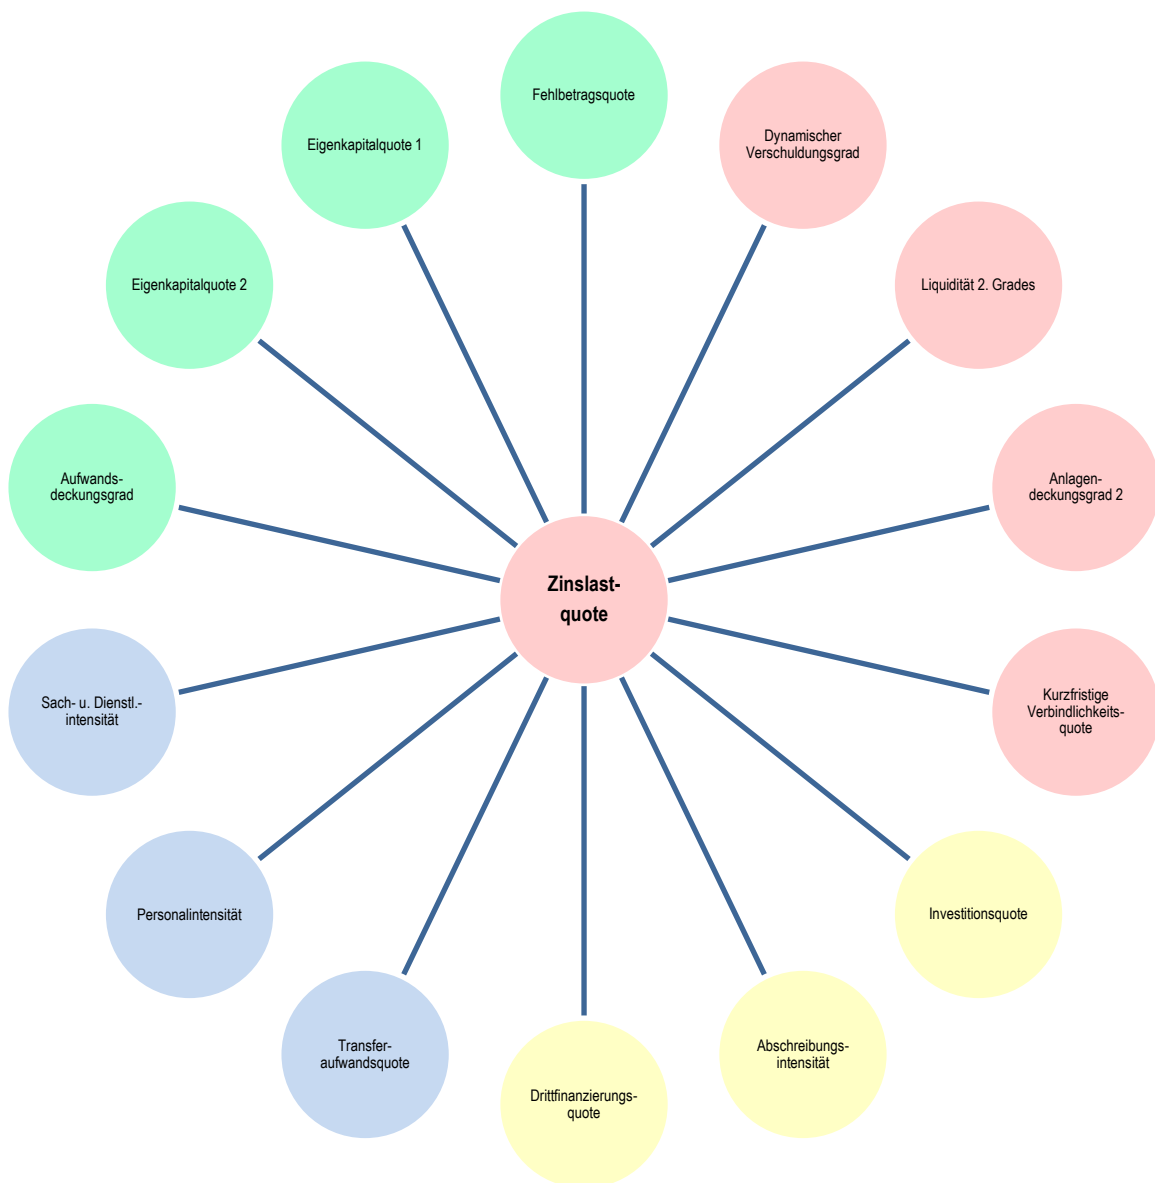 Fehlbetragsquote
Dynamischer
Verschuldungsgrad
Liquidität 2. Grades
Anlagen-
deckungsgrad 2
Kurzfristige
Verbindlichkeits-
quote
Investitionsquote
Abschreibungs-
intensität
Drittfinanzierungs-
quote
Transfer-
aufwandsquote
Personalintensität
Sach- u. Dienstl.-
intensität
Aufwands-
deckungsgrad
Eigenkapitalquote 2
Eigenkapitalquote 1
Zinslast-
quote